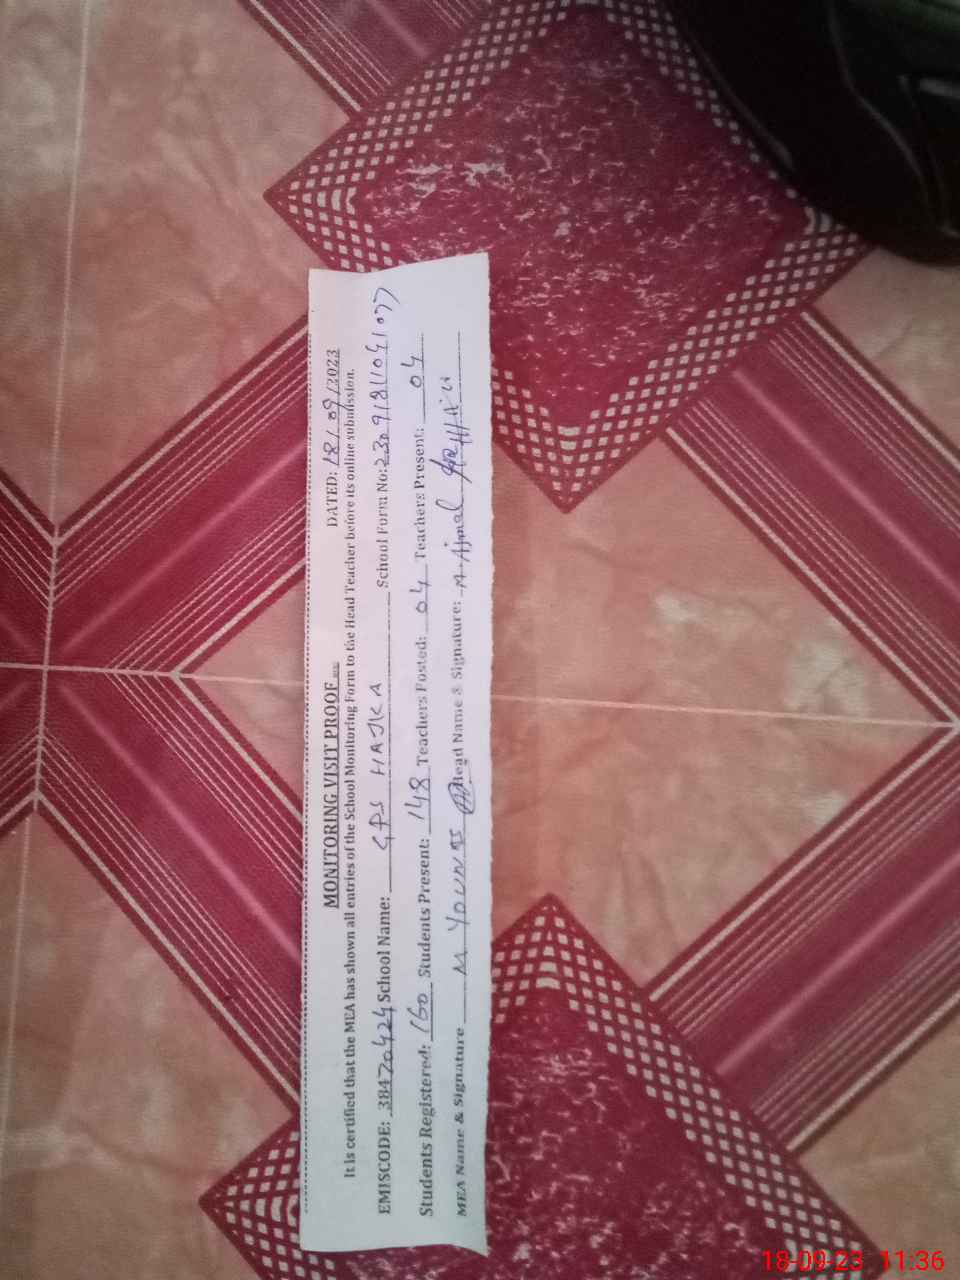 MONITORING VISIT PROOF DATED: 18/09/2023
It is certified that the MEA has shown all entries of the School Monitoring Form to the Head Teacher before its online submission.
EMISCODE: 38470424 School Name: GPS HAJKA School Form No: 2309181104107
Students Registered: 160 Students Present: 148 Teachers Posted: 04 Teachers Present: 04
MEA Name & Signature M YOUNIS Head Name & Signature: M. Ajmal
18-09-23 11:36